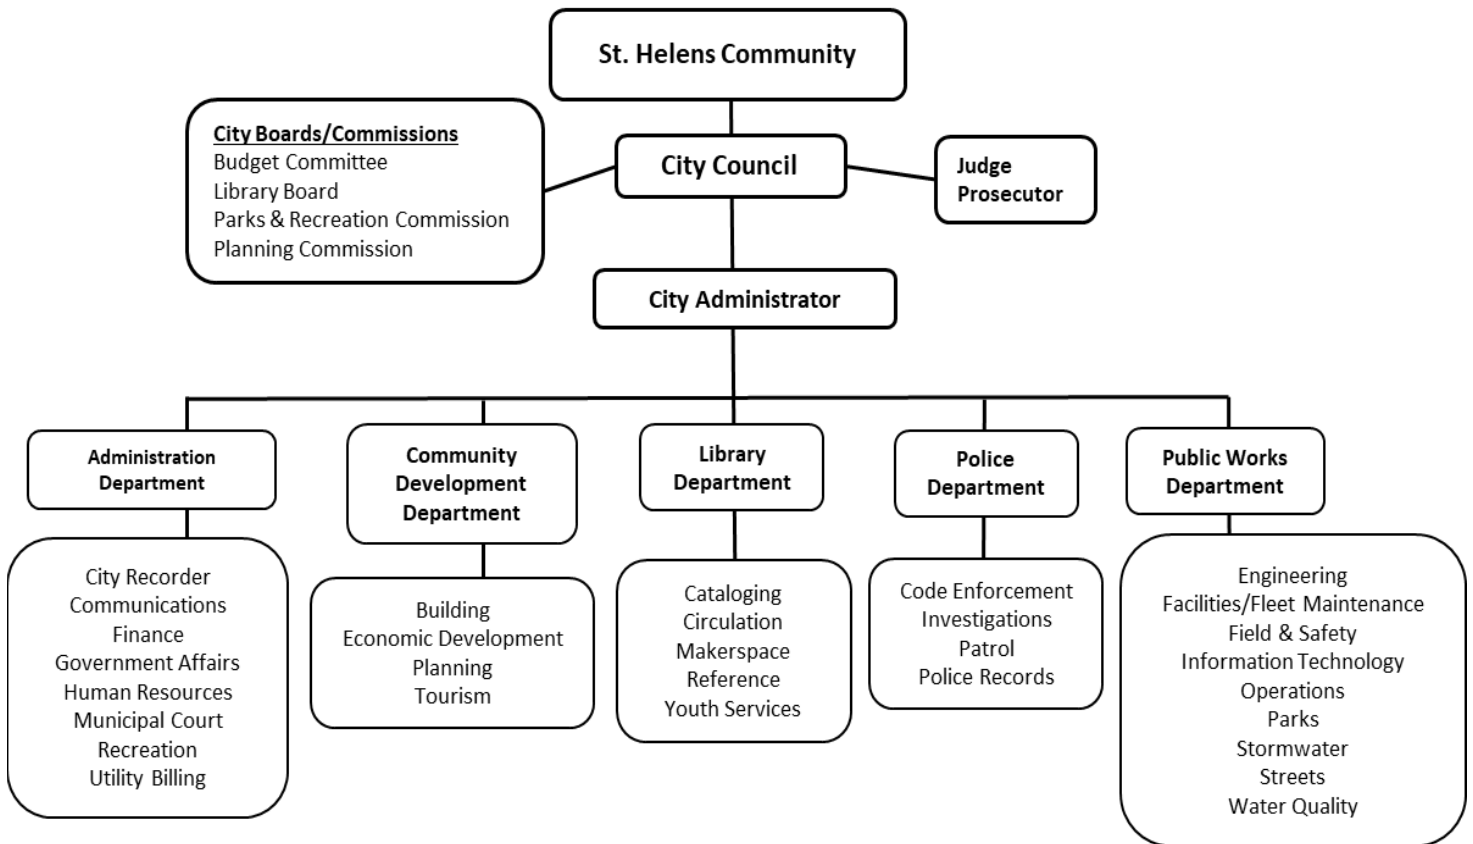 St. Helens Community
City Boards/Commissions
Budget Committee
Library Board
Parks & Recreation Commission
Planning Commission
City Council
Judge
Prosecutor
City Administrator
Administration
Department
City Recorder
Communications
Finance
Government Affairs
Human Resources
Municipal Court
Recreation
Utility Billing
Community
Development
Department
Building
Economic Development
Planning
Tourism
Library
Department
Cataloging
Circulation
Makerspace
Reference
Youth Services
Police
Department
Code Enforcement
Investigations
Patrol
Police Records
Public Works
Department
Engineering
Facilities/Fleet Maintenance
Field & Safety
Information Technology
Operations
Parks
Stormwater
Streets
Water Quality